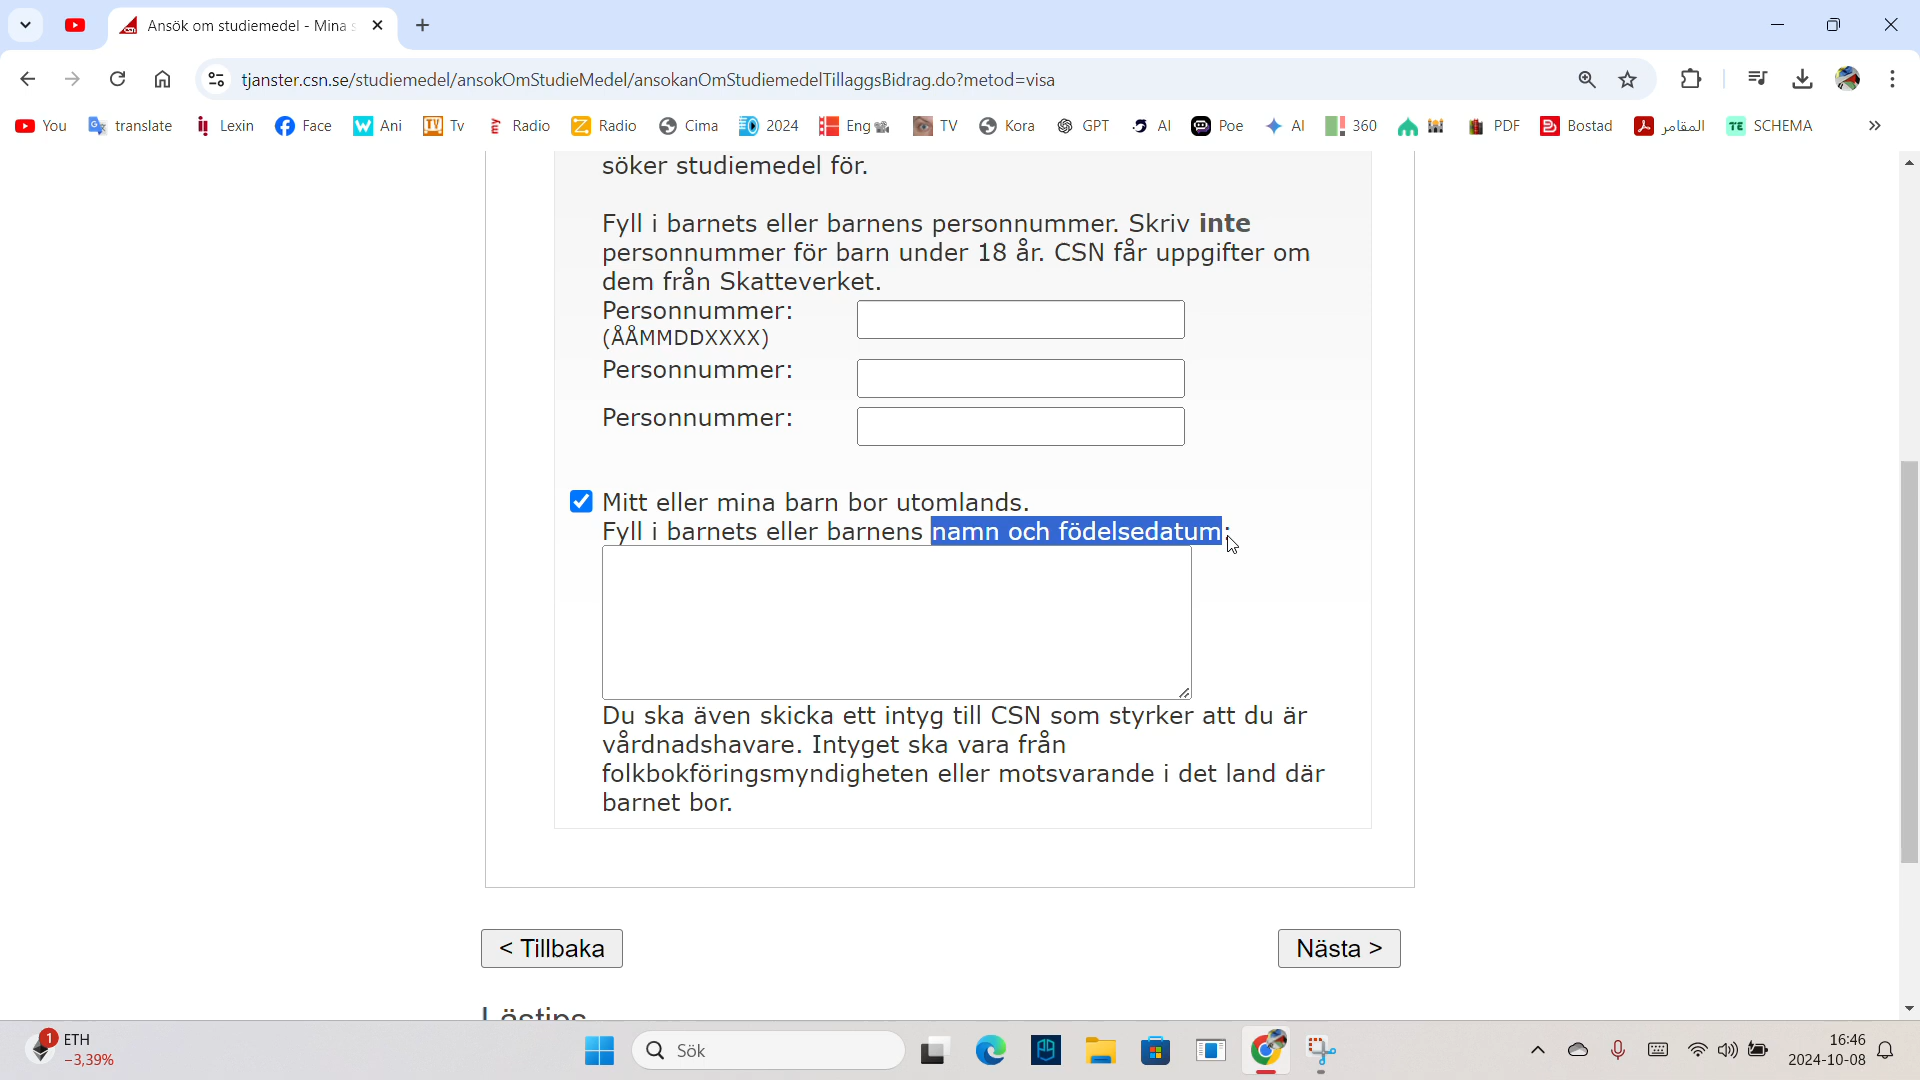 Ansök om studiemedel - Mina s
tjanster.csn.se/studiemedel/ansokOmStudieMedel/ansokanOmStudiemedelTillaggsBidrag.do?metod=visa
You translate Lexin Face Ani Tv Radio Radio Cima 2024 Eng TV Kora GPT AI Poe AI 360 PDF Bostad المقامر SCHEMA
söker studiemedel för.
Fyll i barnets eller barnens personnummer. Skriv inte
personnummer för barn under 18 år. CSN får uppgifter om
dem från Skatteverket.
Personnummer:
(ÅÅMMDDXXXX)
Personnummer:
Personnummer:
Mitt eller mina barn bor utomlands.
Fyll i barnets eller barnens namn och födelsedatum:
Du ska även skicka ett intyg till CSN som styrker att du är
vårdnadshavare. Intyget ska vara från
folkbokföringsmyndigheten eller motsvarande i det land där
barnet bor.
< Tillbaka
Nästa >
Lästips
1 ETH
−3,39%
Sök
16:46
2024-10-08